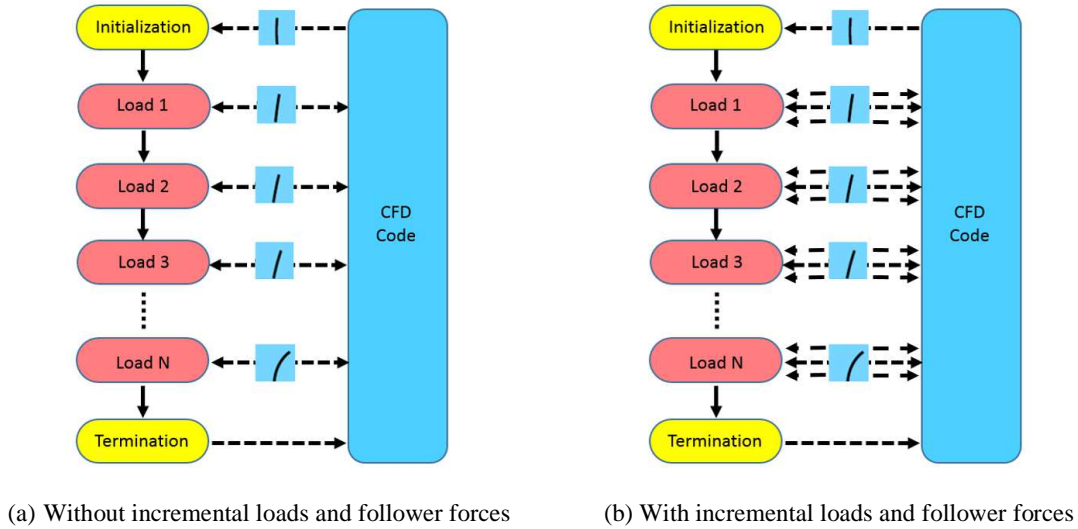 Initialization
Load 1
Load 2
Load 3
Load N
Termination
CFD
Code
Initialization
Load 1
Load 2
Load 3
Load N
Termination
CFD
Code
(a) Without incremental loads and follower forces
(b) With incremental loads and follower forces